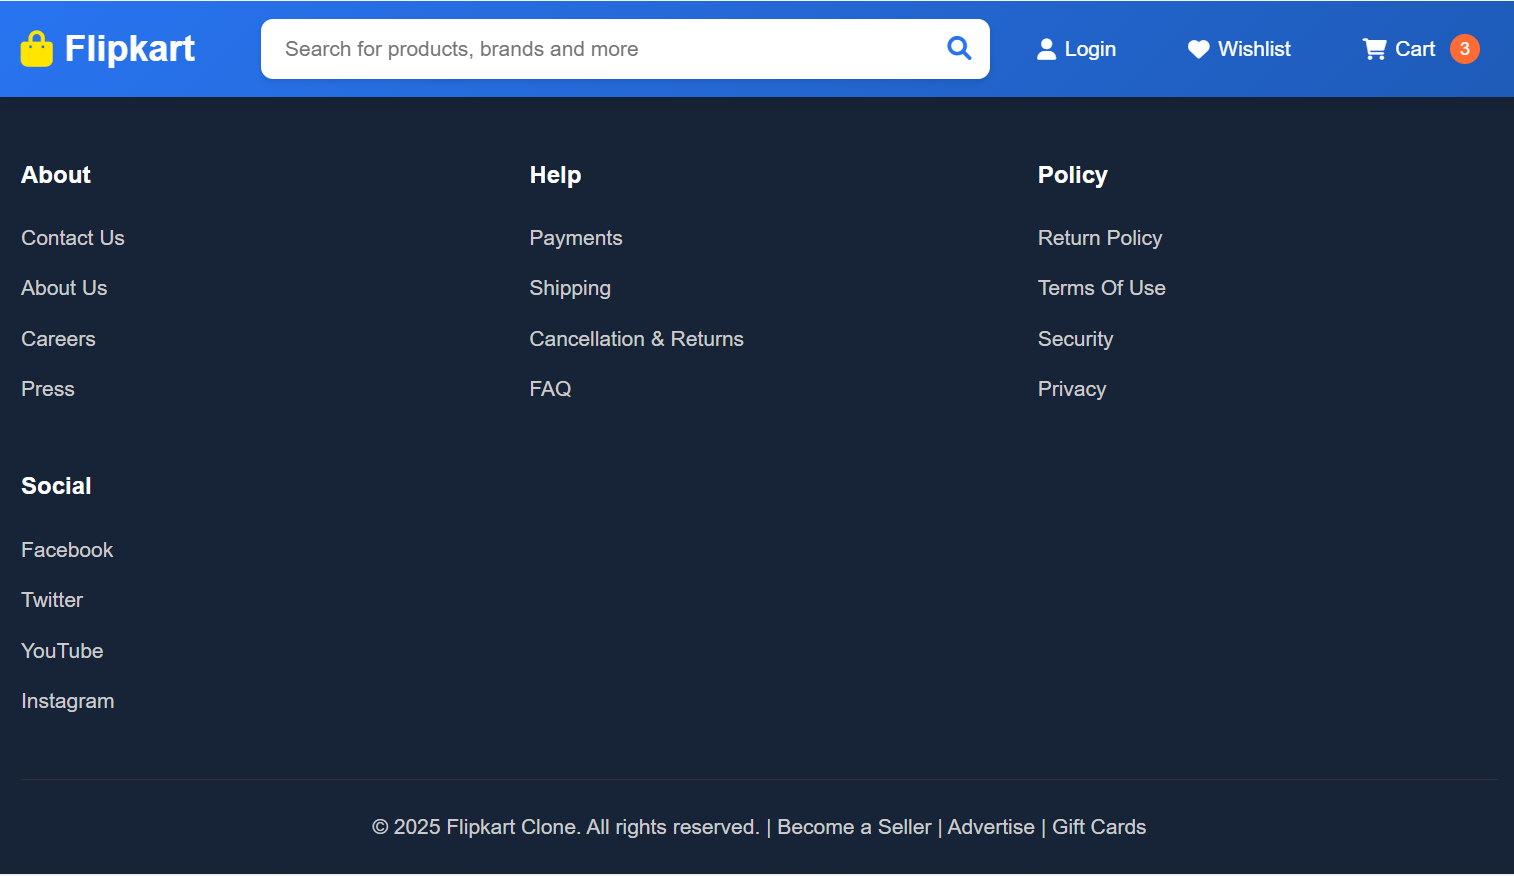 Flipkart
Search for products, brands and more
Login
Wishlist
Cart 3
About
Contact Us
About Us
Careers
Press
Help
Payments
Shipping
Cancellation & Returns
FAQ
Policy
Return Policy
Terms Of Use
Security
Privacy
Social
Facebook
Twitter
YouTube
Instagram
© 2025 Flipkart Clone. All rights reserved. | Become a Seller | Advertise | Gift Cards